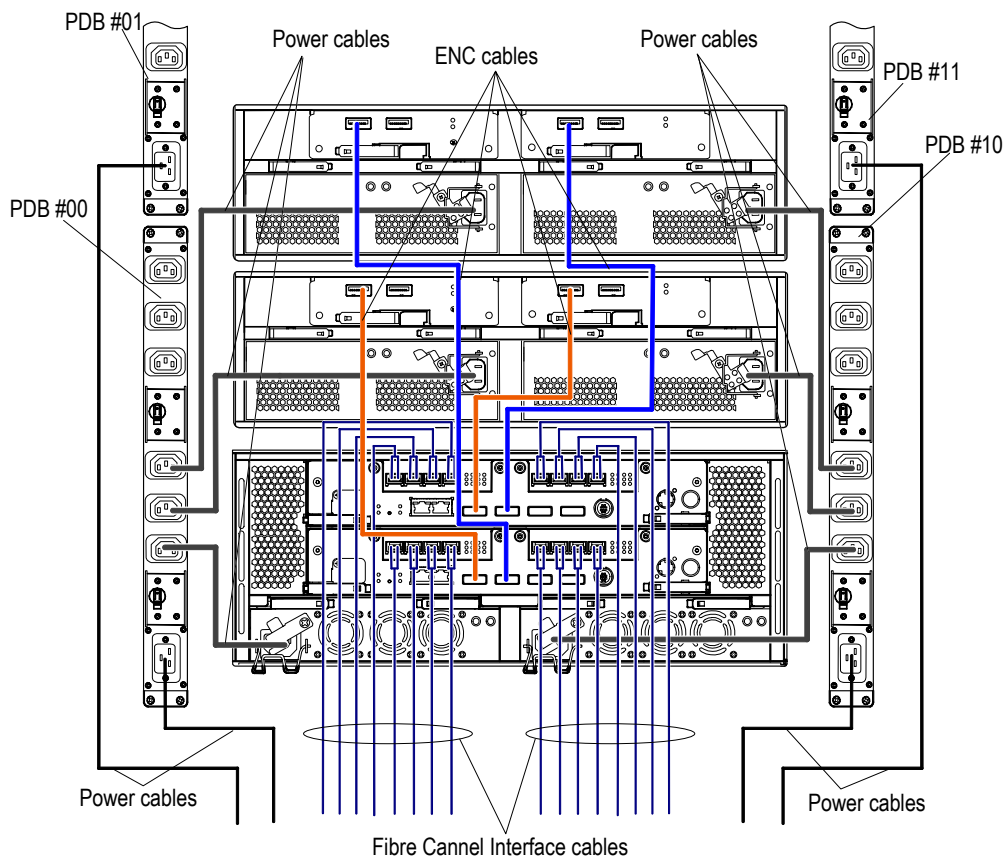 PDB #01
Power cables
ENC cables
Power cables
PDB #11
PDB #10
PDB #00
Power cables
Power cables
Fibre Cannel Interface cables